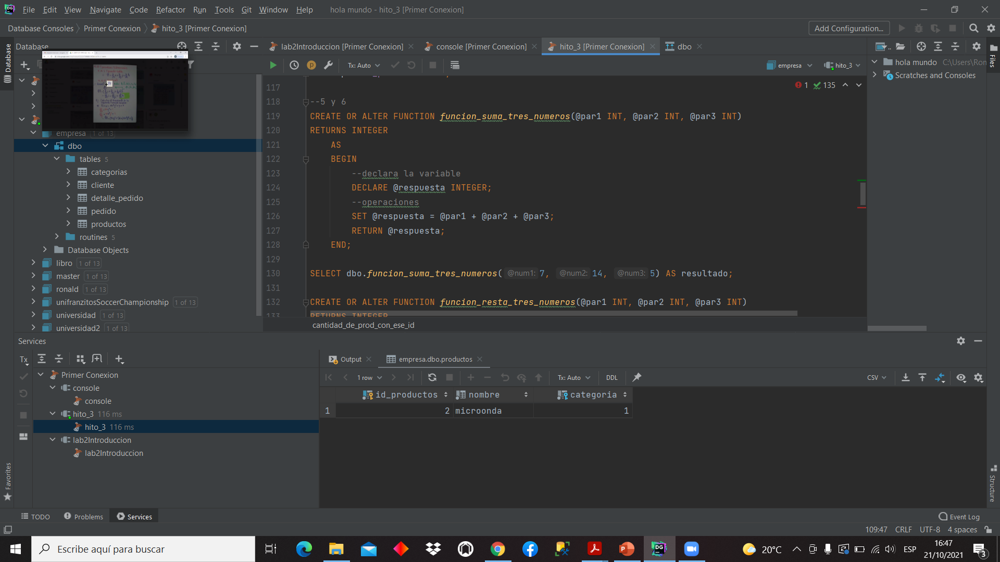 File Edit View Navigate Code Refactor Run Tools Git Window Help hola mundo - hito_3 [Primer Conexion]
Database Consoles Primer Conexion hito_3 [Primer Conexion] Add Configuration...
Database
lab2Introduccion [Primer Conexion] console [Primer Conexion] hito_3 [Primer Conexion] dbo
Tx: Auto empresa hito_3
hola mundo C:\Users\Ron
Scratches and Consoles
Database
Files
1 135
empresa 1 of 13
dbo
tables 5
categorias
cliente
detalle_pedido
pedido
productos
routines 5
Database Objects
libro 1 of 13
master 1 of 13
ronald 1 of 13
unifranzitosSoccerChampionship 1 of 13
universidad 1 of 13
universidad2 1 of 13
117
118 --5 y 6
119 CREATE OR ALTER FUNCTION funcion_suma_tres_numeros(@par1 INT, @par2 INT, @par3 INT)
120 RETURNS INTEGER
121 AS
122 BEGIN
123 --declara la variable
124 DECLARE @respuesta INTEGER;
125 --operaciones
126 SET @respuesta = @par1 + @par2 + @par3;
127 RETURN @respuesta;
128 END;
129
130 SELECT dbo.funcion_suma_tres_numeros( @num1: 7, @num2: 14, @num3: 5) AS resultado;
131
132 CREATE OR ALTER FUNCTION funcion_resta_tres_numeros(@par1 INT, @par2 INT, @par3 INT)
133 RETURNS INTEGER
cantidad_de_prod_con_ese_id
Services
Tx
Primer Conexion
console
console
hito_3 116 ms
hito_3 116 ms
lab2Introduccion
lab2Introduccion
Output empresa.dbo.productos
1 row Tx: Auto DDL CSV
id_productos nombre categoria
1 2 microonda 1
Favorites
Structure
TODO Problems Services Event Log
109:47 CRLF UTF-8 4 spaces
Escribe aquí para buscar
20°C ESP 16:47
21/10/2021 3